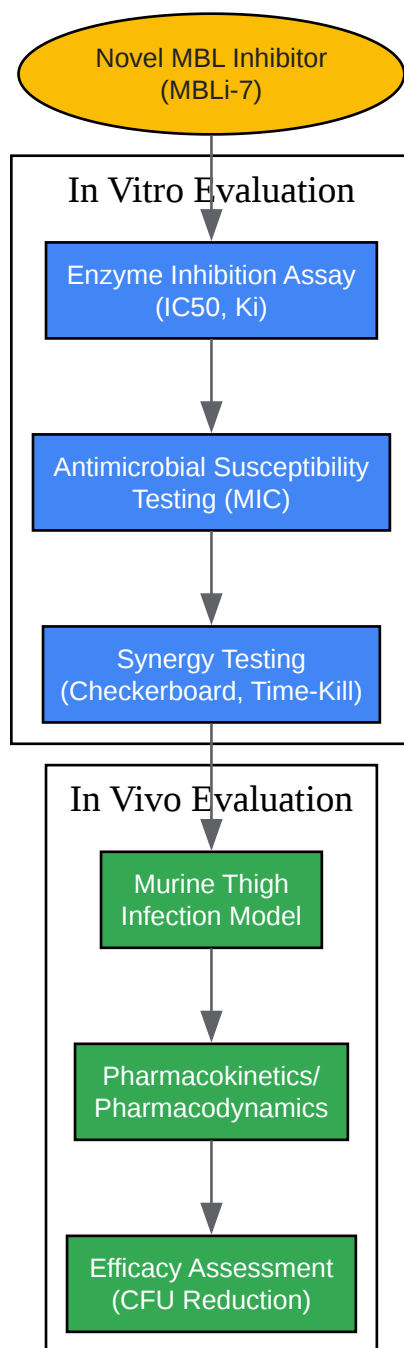 Novel MBL Inhibitor
(MBLi-7)
In Vitro Evaluation
Enzyme Inhibition Assay
(IC50, Ki)
Antimicrobial Susceptibility
Testing (MIC)
Synergy Testing
(Checkerboard, Time-Kill)
In Vivo Evaluation
Murine Thigh
Infection Model
Pharmacokinetics/
Pharmacodynamics
Efficacy Assessment
(CFU Reduction)